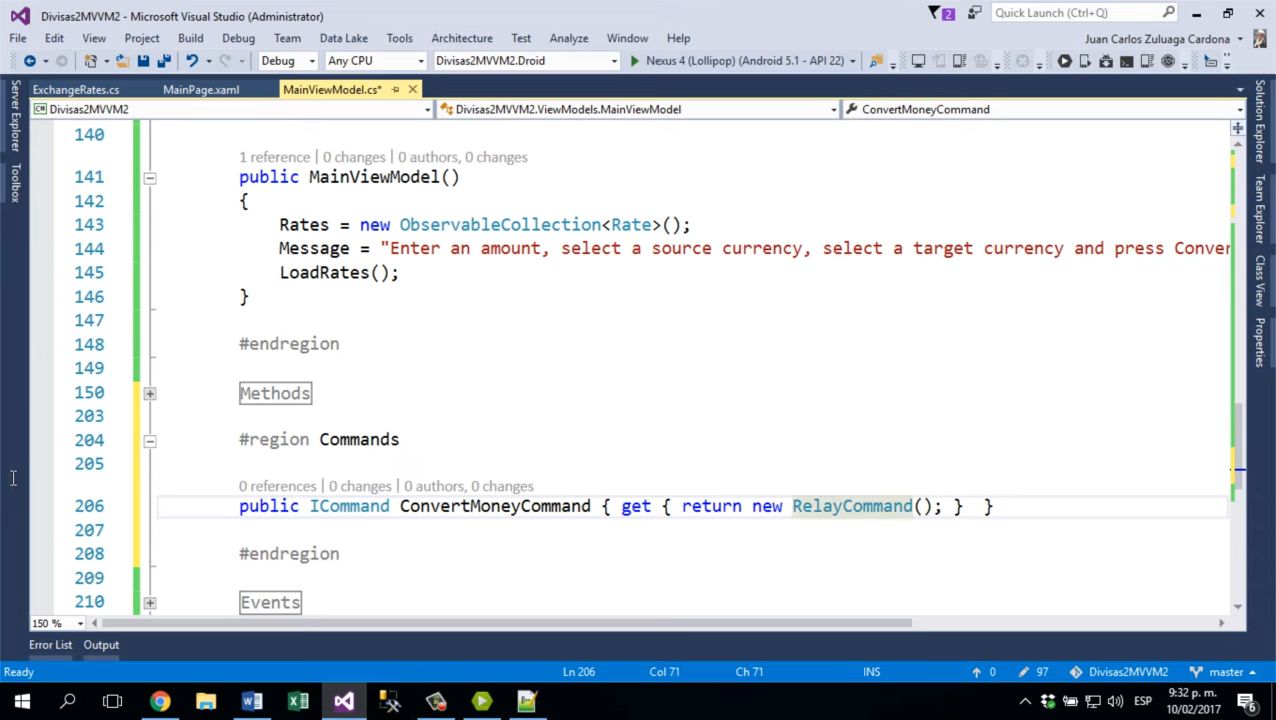 Divisas2MVVM2 - Microsoft Visual Studio (Administrator)
2
Quick Launch (Ctrl+Q)
File Edit View Project Build Debug Team Data Lake Tools Architecture Test Analyze Window Help
Juan Carlos Zuluaga Cardona
Debug Any CPU Divisas2MVVM2.Droid Nexus 4 (Lollipop) (Android 5.1 - API 22)
ExchangeRates.cs MainPage.xaml MainViewModel.cs*
C# Divisas2MVVM2 Divisas2MVVM2.ViewModels.MainViewModel ConvertMoneyCommand
Server Explorer
Toolbox
Solution Explorer
Team Explorer
Class View
Properties
140
1 reference | 0 changes | 0 authors, 0 changes
141 public MainViewModel()
142 {
143 Rates = new ObservableCollection<Rate>();
144 Message = "Enter an amount, select a source currency, select a target currency and press Conver
145 LoadRates();
146 }
147
148 #endregion
149
150 Methods
203
204 #region Commands
205
0 references | 0 changes | 0 authors, 0 changes
206 public ICommand ConvertMoneyCommand { get { return new RelayCommand(); } }
207
208 #endregion
209
210 Events
150 %
Error List Output
Ready Ln 206 Col 71 Ch 71 INS 0 97 Divisas2MVVM2 master
ESP
9:32 p. m.
10/02/2017
6